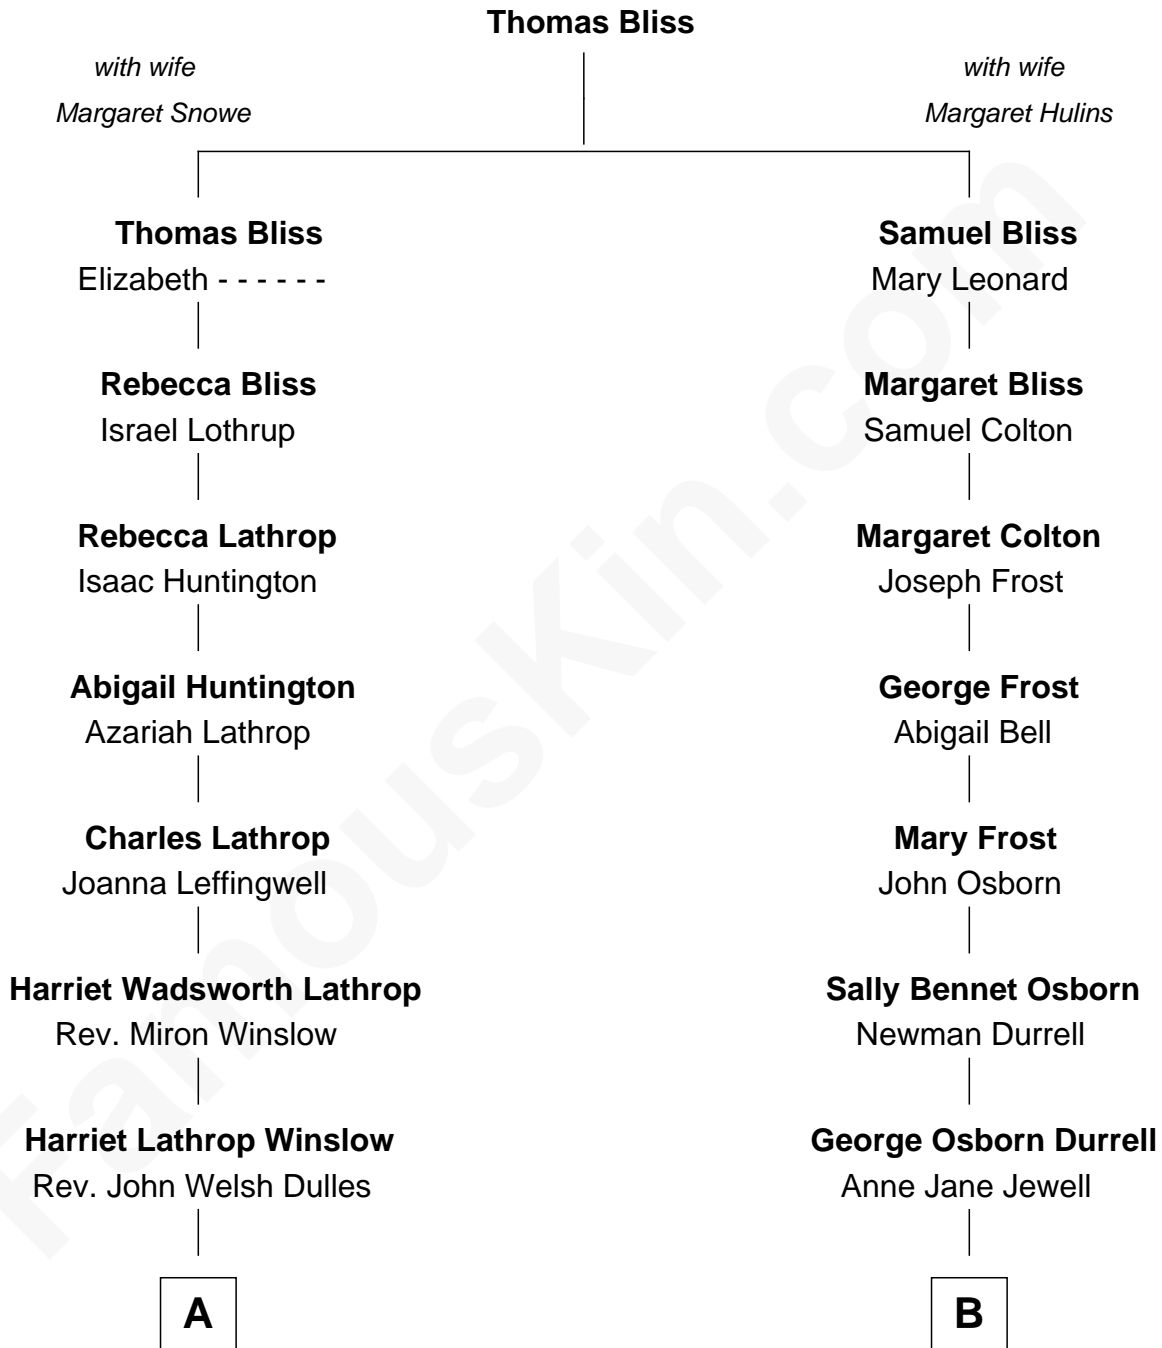 Thomas Bliss
with wife
Margaret Snowe
with wife
Margaret Hulins
Thomas Bliss
Elizabeth - - - - - -
Samuel Bliss
Mary Leonard
Rebecca Bliss
Israel Lothrup
Margaret Bliss
Samuel Colton
Rebecca Lathrop
Isaac Huntington
Margaret Colton
Joseph Frost
Abigail Huntington
Azariah Lathrop
George Frost
Abigail Bell
Charles Lathrop
Joanna Leffingwell
Mary Frost
John Osborn
Harriet Wadsworth Lathrop
Rev. Miron Winslow
Sally Bennet Osborn
Newman Durrell
Harriet Lathrop Winslow
Rev. John Welsh Dulles
George Osborn Durrell
Anne Jane Jewell
A
B
FamousKin.com